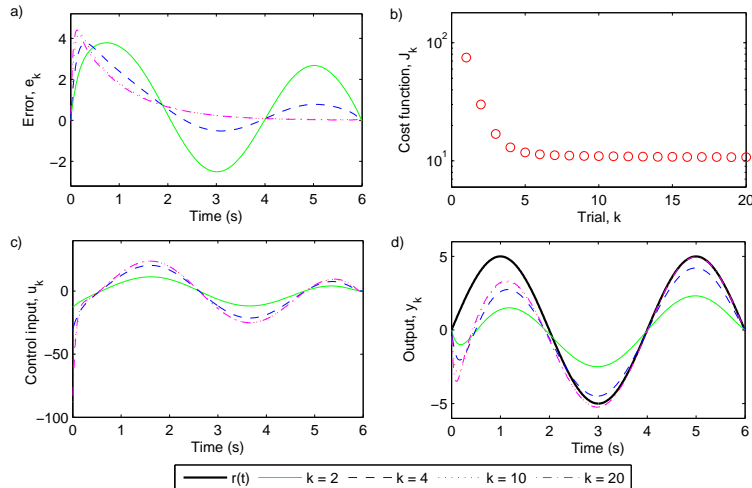 a)
4
2
0
−2
Error, e_k
0 1 2 3 4 5 6
Time (s)
b)
10^2
10^1
Cost function, J_k
0 5 10 15 20
Trial, k
c)
40
0
−50
−100
Control input, u_k
0 1 2 3 4 5 6
Time (s)
d)
5
0
−5
Output, y_k
0 1 2 3 4 5 6
Time (s)
r(t) k = 2 k = 4 k = 10 k = 20